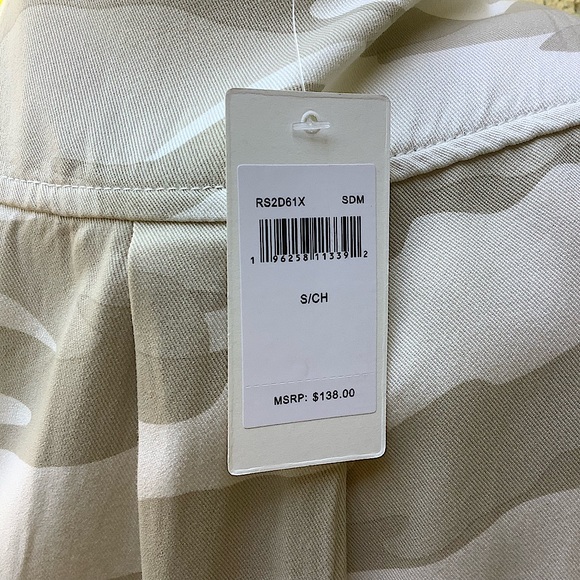 RS2D61X SDM
1 96258 11339 2
S/CH
MSRP: $138.00